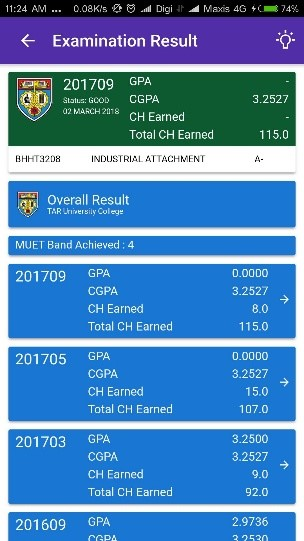 11:24 AM ... 0.08K/s Digi Maxis 4G 74%
Examination Result
201709 GPA -
Status: GOOD CGPA 3.2527
02 MARCH 2018 CH Earned -
Total CH Earned 115.0
BHHT3208 INDUSTRIAL ATTACHMENT A-
Overall Result
TAR University College
MUET Band Achieved : 4
201709 GPA 0.0000
CGPA 3.2527
CH Earned 8.0
Total CH Earned 115.0
201705 GPA 0.0000
CGPA 3.2527
CH Earned 15.0
Total CH Earned 107.0
201703 GPA 3.2500
CGPA 3.2527
CH Earned 9.0
Total CH Earned 92.0
201609 GPA 2.9736
CGPA 3.2530